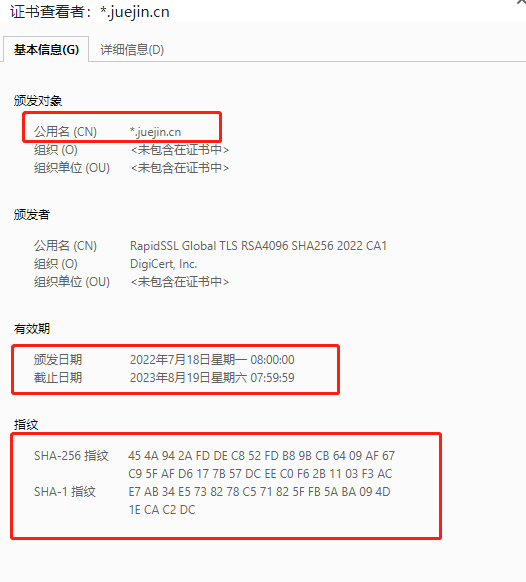 证书查看者：*.juejin.cn
基本信息(G) 详细信息(D)
颁发对象
公用名 (CN) *.juejin.cn
组织 (O) <未包含在证书中>
组织单位 (OU) <未包含在证书中>
颁发者
公用名 (CN) RapidSSL Global TLS RSA4096 SHA256 2022 CA1
组织 (O) DigiCert, Inc.
组织单位 (OU) <未包含在证书中>
有效期
颁发日期 2022年7月18日星期一 08:00:00
截止日期 2023年8月19日星期六 07:59:59
指纹
SHA-256 指纹 45 4A 94 2A FD DE C8 52 FD B8 9B CB 64 09 AF 67
C9 5F AF D6 17 7B 57 DC EE C0 F6 2B 11 03 F3 AC
SHA-1 指纹 E7 AB 34 E5 73 82 78 C5 71 82 5F FB 5A BA 09 4D
1E CA C2 DC